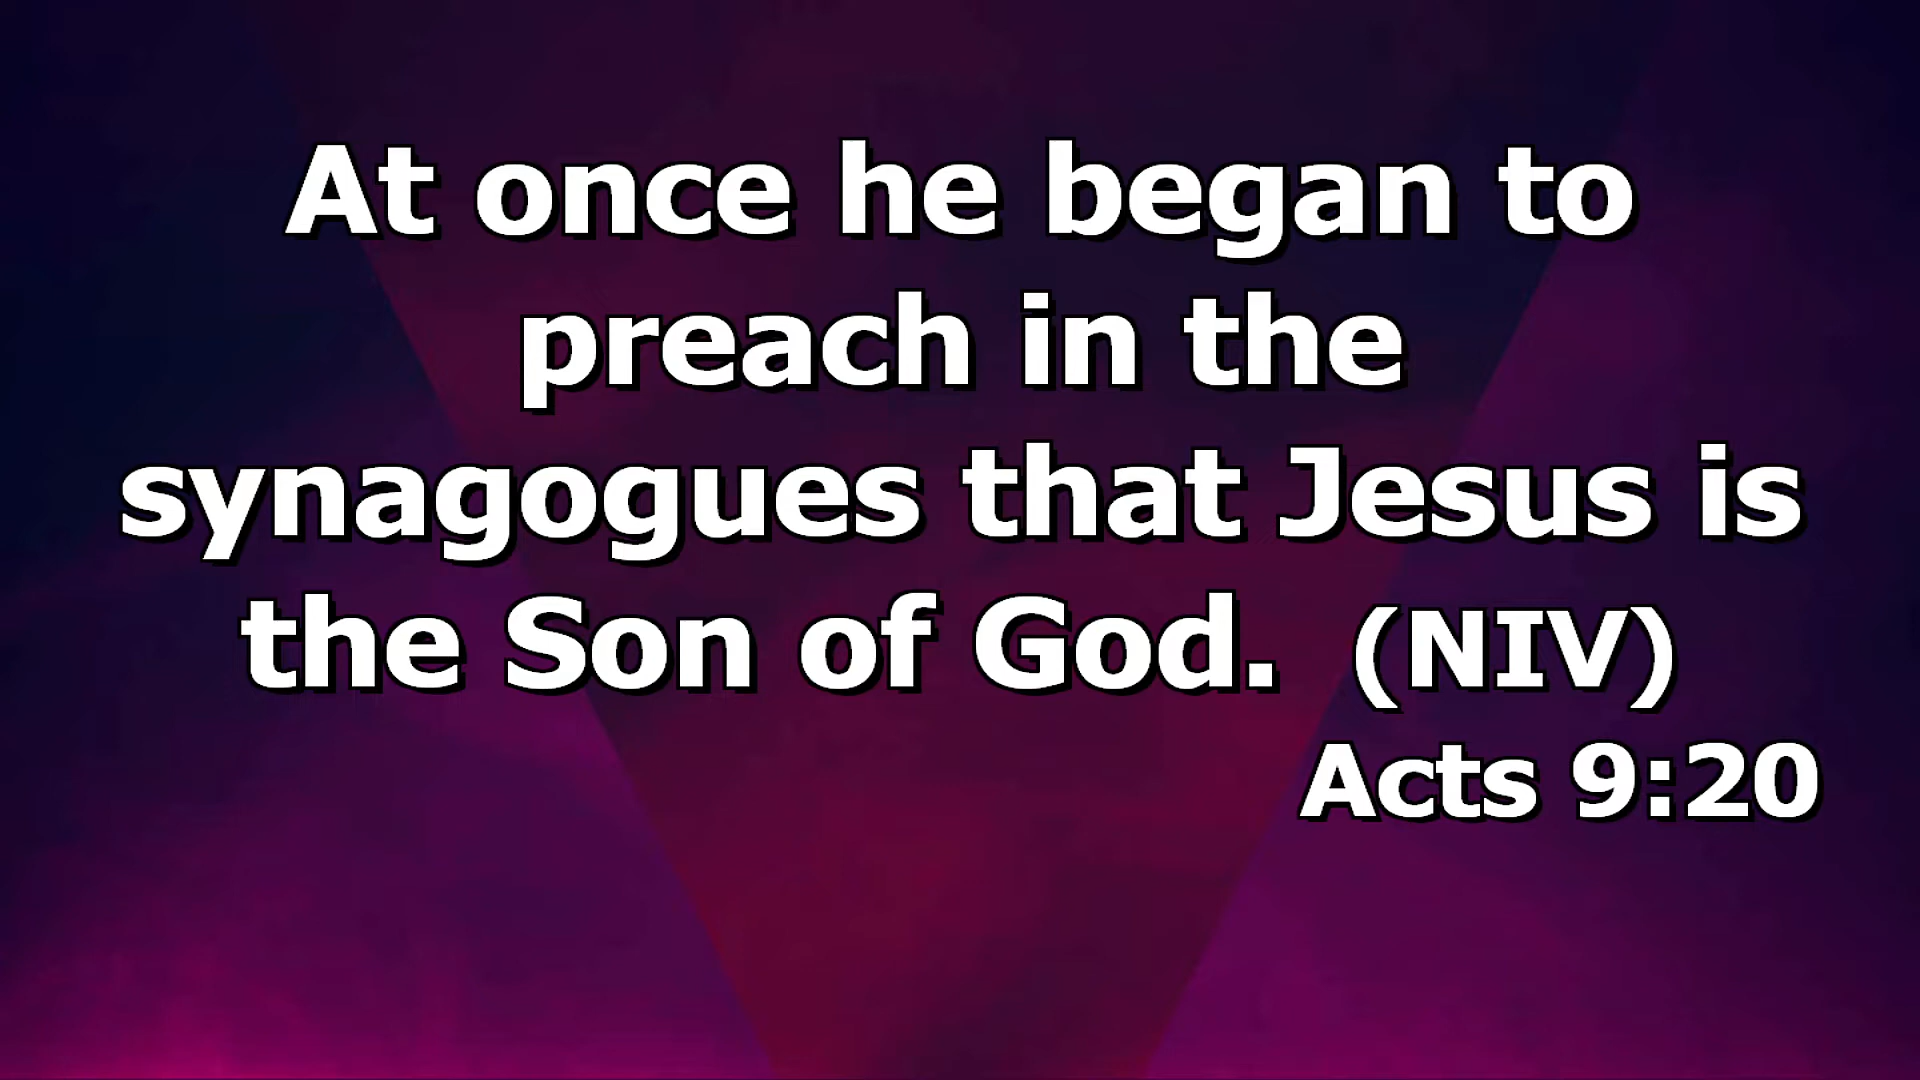 At once he began to
preach in the
synagogues that Jesus is
the Son of God. (NIV)
Acts 9:20